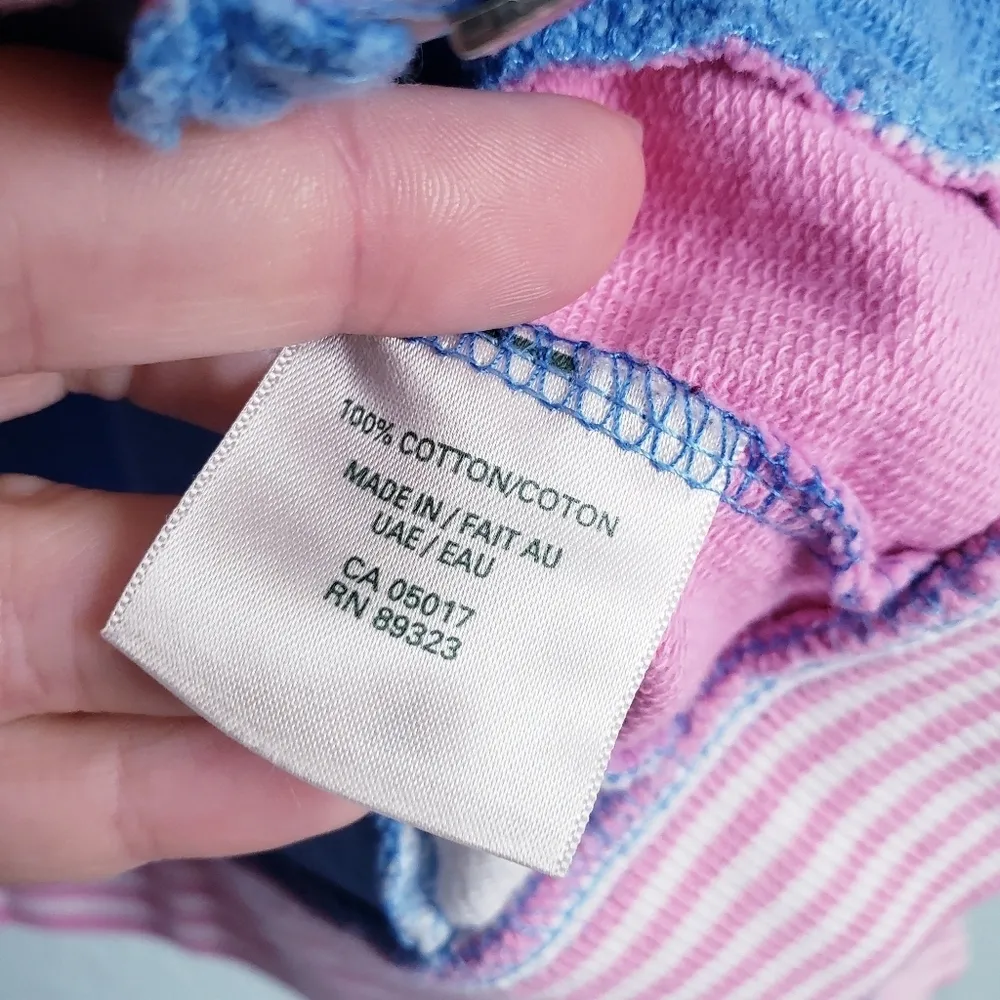 100% COTTON/COTON
MADE IN / FAIT AU
UAE / EAU
CA 05017
RN 89323